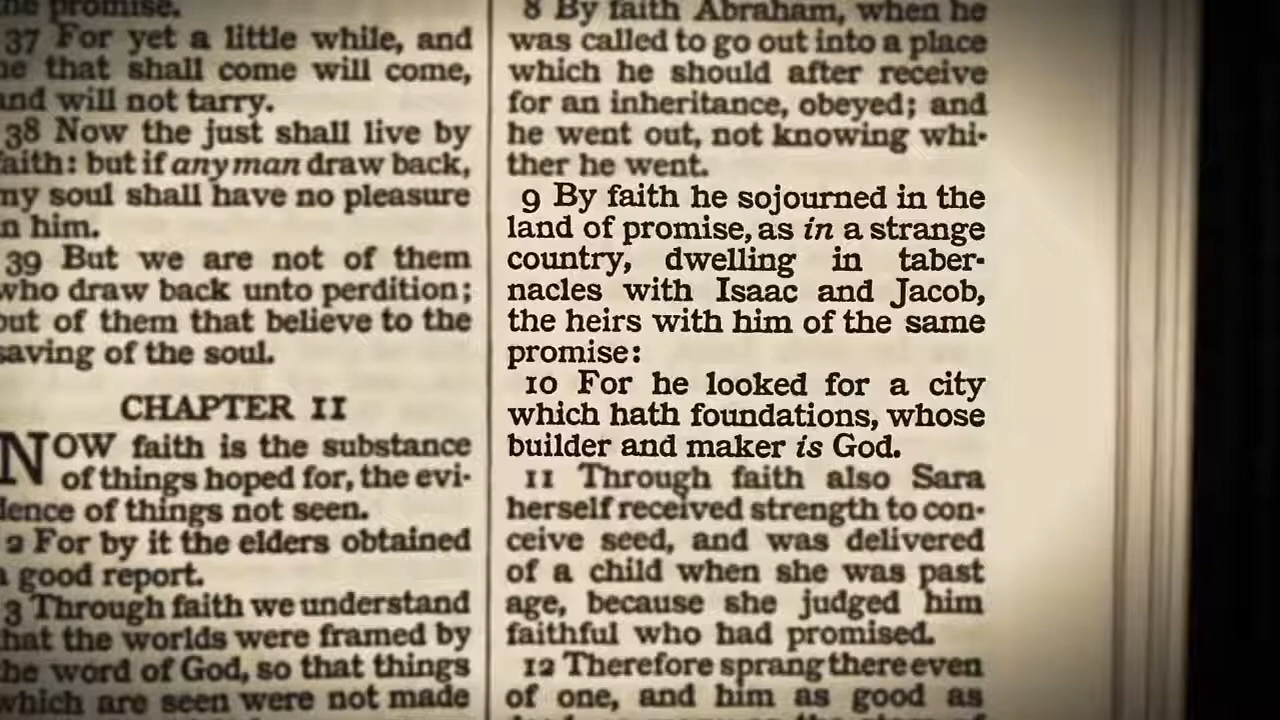 the promise.
37 For yet a little while, and
he that shall come will come,
and will not tarry.
38 Now the just shall live by
faith: but if any man draw back,
my soul shall have no pleasure
in him.
39 But we are not of them
who draw back unto perdition;
but of them that believe to the
saving of the soul.
CHAPTER 11
NOW faith is the substance
of things hoped for, the evi-
dence of things not seen.
2 For by it the elders obtained
a good report.
3 Through faith we understand
that the worlds were framed by
the word of God, so that things
which are seen were not made
8 By faith Abraham, when he
was called to go out into a place
which he should after receive
for an inheritance, obeyed; and
he went out, not knowing whi-
ther he went.
9 By faith he sojourned in the
land of promise, as in a strange
country, dwelling in taber-
nacles with Isaac and Jacob,
the heirs with him of the same
promise:
10 For he looked for a city
which hath foundations, whose
builder and maker is God.
11 Through faith also Sara
herself received strength to con-
ceive seed, and was delivered
of a child when she was past
age, because she judged him
faithful who had promised.
12 Therefore sprang there even
of one, and him as good as